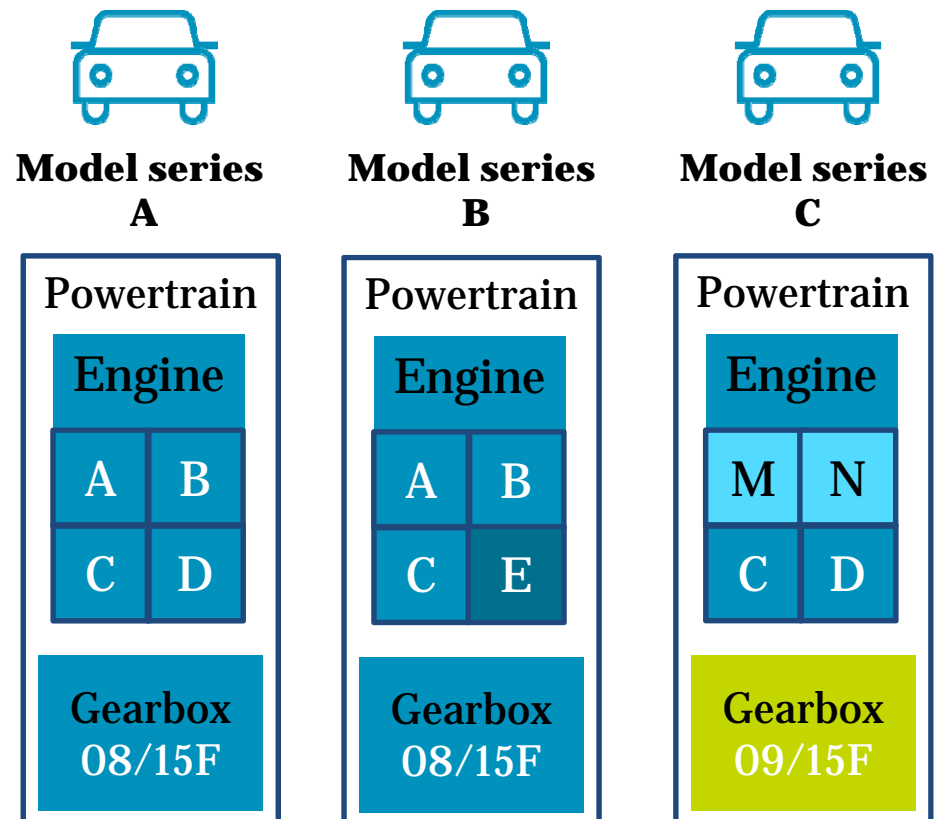 Model series
A
Powertrain
Engine
A B
C D
Gearbox
08/15F
Model series
B
Powertrain
Engine
A B
C E
Gearbox
08/15F
Model series
C
Powertrain
Engine
M N
C D
Gearbox
09/15F